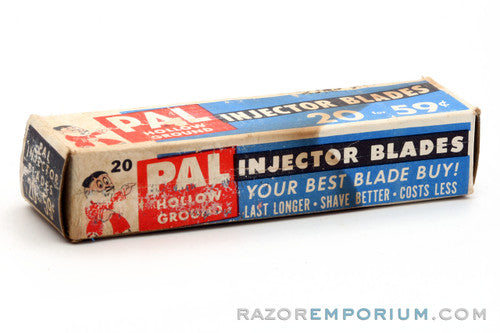 PAL
HOLLOW
GROUND
INJECTOR BLADES
20 for 59¢
20
PAL
HOLLOW
GROUND
INJECTOR BLADES
YOUR BEST BLADE BUY!
LAST LONGER • SHAVE BETTER • COSTS LESS
RAZOREMPORIUM.COM